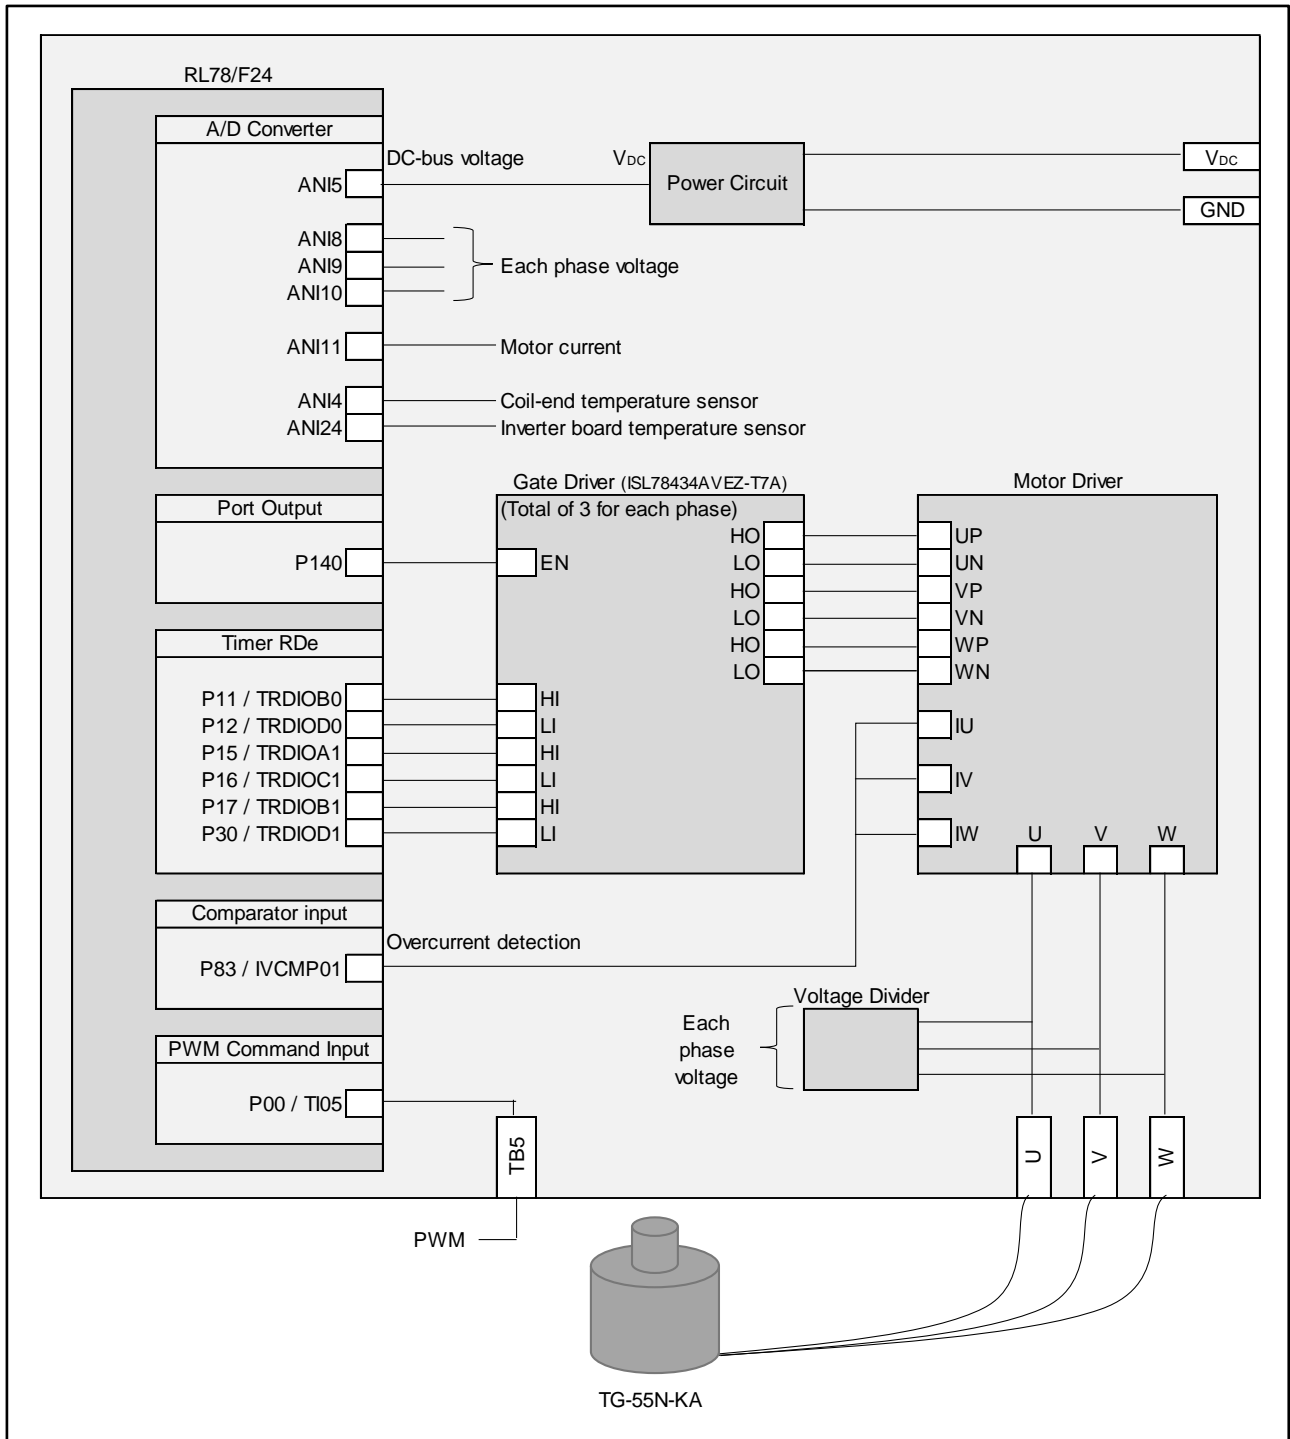 RL78/F24
A/D Converter
DC-bus voltage
VDC
Power Circuit
VDC
GND
ANI5
ANI8
ANI9
ANI10
Each phase voltage
ANI11
Motor current
ANI4
Coil-end temperature sensor
ANI24
Inverter board temperature sensor
Port Output
P140
Gate Driver (ISL78434AVEZ-T7A)
(Total of 3 for each phase)
EN
HO
LO
HO
LO
HO
LO
Motor Driver
UP
UN
VP
VN
WP
WN
Timer RDe
P11 / TRDIOB0
P12 / TRDIOD0
P15 / TRDIOA1
P16 / TRDIOC1
P17 / TRDIOB1
P30 / TRDIOD1
HI
LI
HI
LI
HI
LI
IU
IV
IW
U
V
W
Comparator input
Overcurrent detection
P83 / IVCMP01
Voltage Divider
Each
phase
voltage
PWM Command Input
P00 / TI05
TB5
U
V
W
PWM
TG-55N-KA